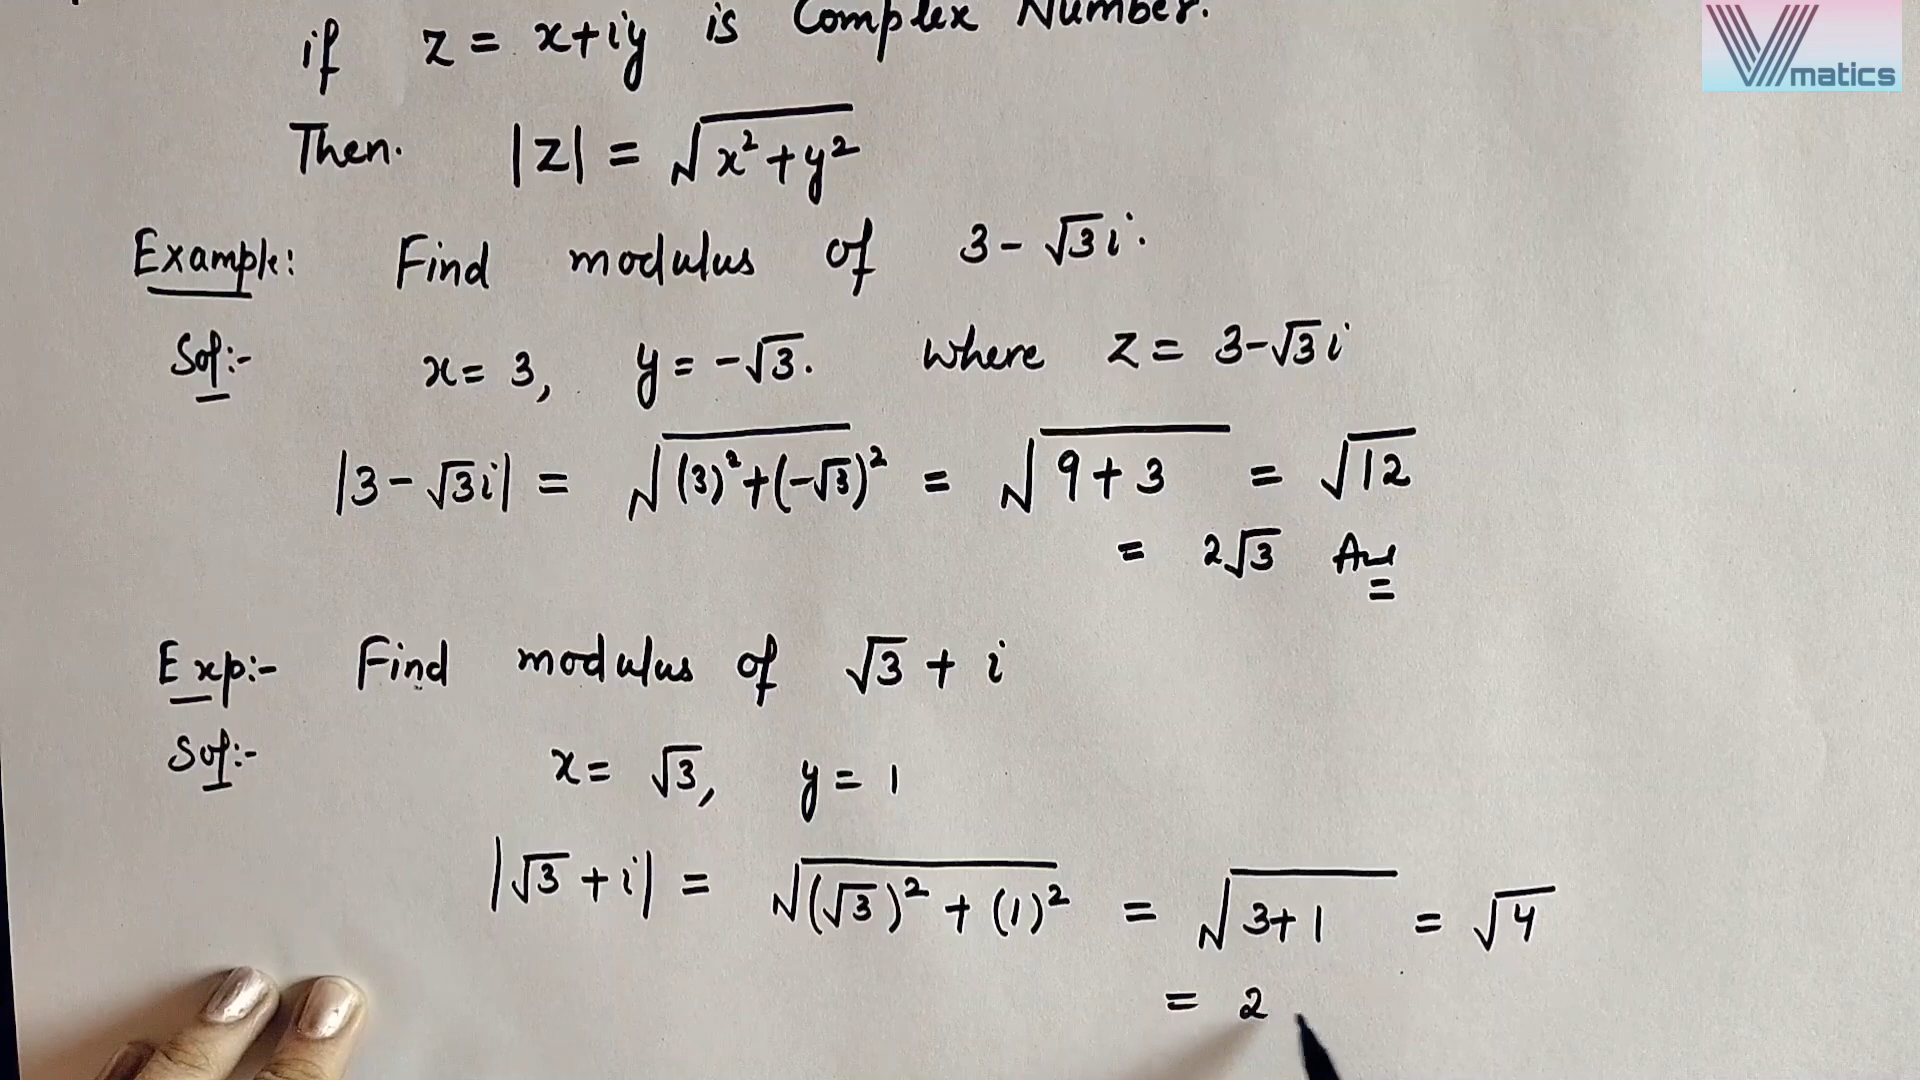 if z = x+iy is Complex Number.
Vmatics
Then. |z| = √x²+y²
Example: Find modulus of 3-√3i.
Sol:- x= 3, y = -√3. Where z = 3-√3i
|3-√3i| = √(3)²+(-√3)² = √9+3 = √12
= 2√3 Ans
Exp:- Find modulus of √3 + i
Sol:- x= √3, y = 1
|√3 + i| = √(√3)² + (1)² = √3+1 = √4
= 2